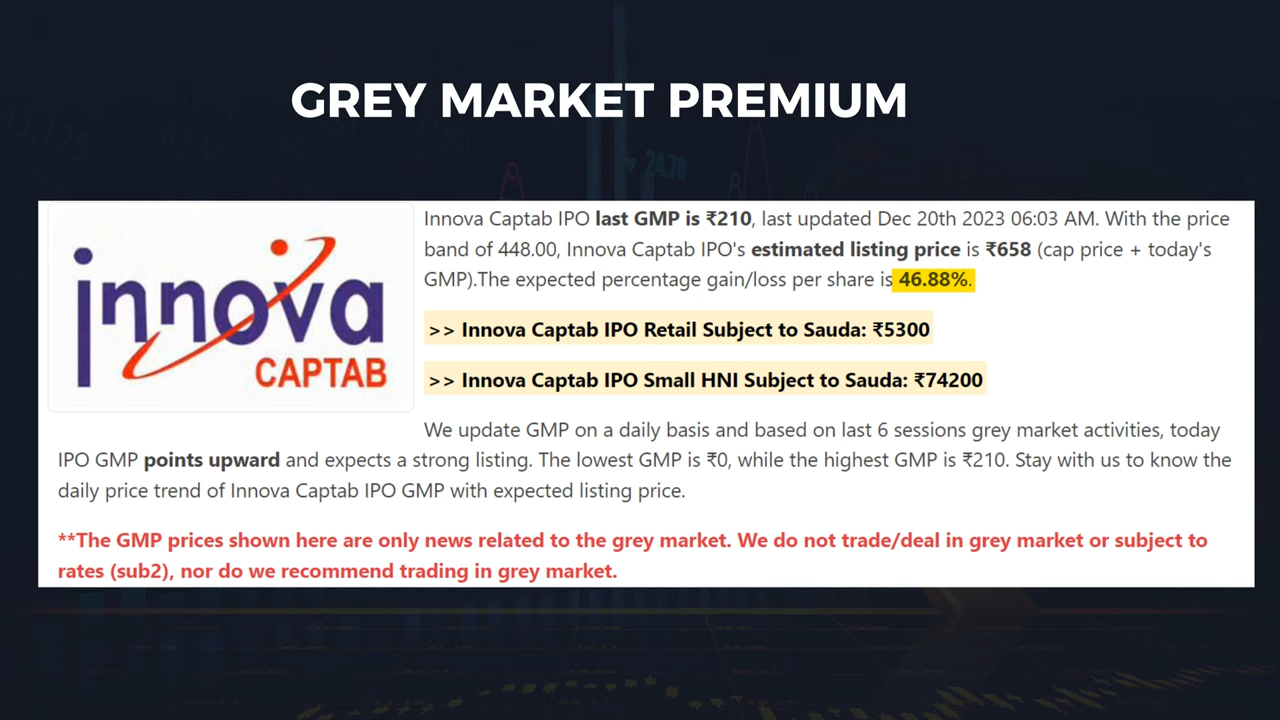 GREY MARKET PREMIUM
24.78
innova
CAPTAB
Innova Captab IPO last GMP is ₹210, last updated Dec 20th 2023 06:03 AM. With the price
band of 448.00, Innova Captab IPO's estimated listing price is ₹658 (cap price + today's
GMP).The expected percentage gain/loss per share is 46.88%.
>> Innova Captab IPO Retail Subject to Sauda: ₹5300
>> Innova Captab IPO Small HNI Subject to Sauda: ₹74200
We update GMP on a daily basis and based on last 6 sessions grey market activities, today
IPO GMP points upward and expects a strong listing. The lowest GMP is ₹0, while the highest GMP is ₹210. Stay with us to know the
daily price trend of Innova Captab IPO GMP with expected listing price.
**The GMP prices shown here are only news related to the grey market. We do not trade/deal in grey market or subject to
rates (sub2), nor do we recommend trading in grey market.